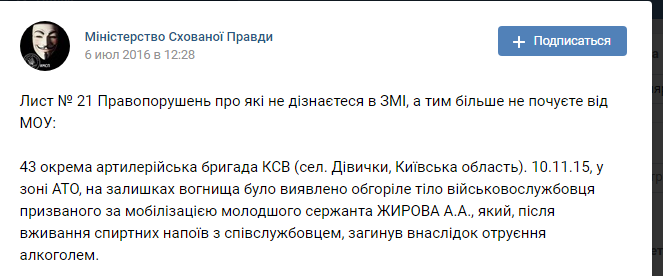 Міністерство Схованої Правди
6 июл 2016 в 12:28
+ Подписаться
Лист № 21 Правопорушень про які не дізнаєтеся в ЗМІ, а тим більше не почуєте від
МОУ:
43 окрема артилерійська бригада КСВ (сел. Дівички, Київська область). 10.11.15, у
зоні АТО, на залишках вогнища було виявлено обгоріле тіло військовослужбовця
призваного за мобілізацією молодшого сержанта ЖИРОВА А.А., який, після
вживання спиртних напоїв з співслужбовцем, загинув внаслідок отруєння
алкоголем.